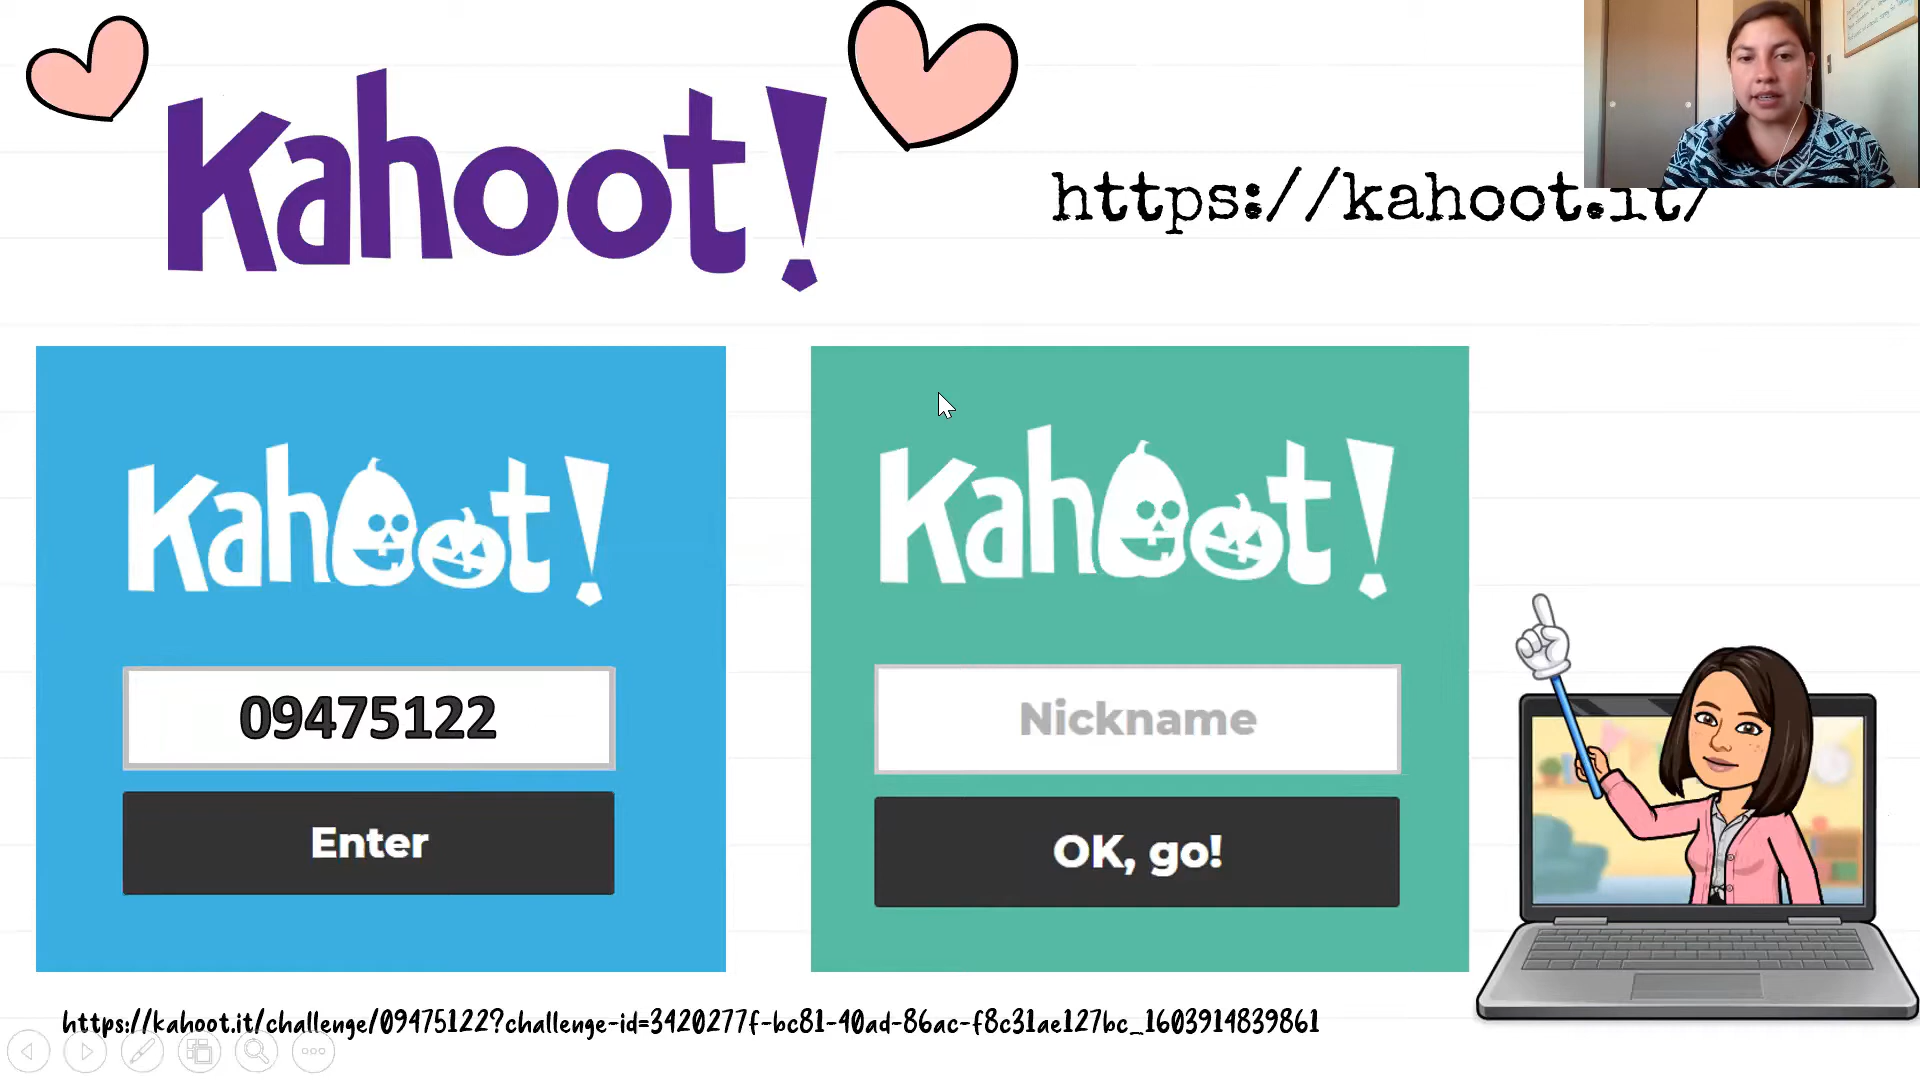 Kahoot!
https://kahoot.it/
Kahoot!
09475122
Enter
Kahoot!
Nickname
OK, go!
https://kahoot.it/challenge/09475122?challenge-id=3420277f-bc81-40ad-86ac-f8c31ae127bc_1603914839861